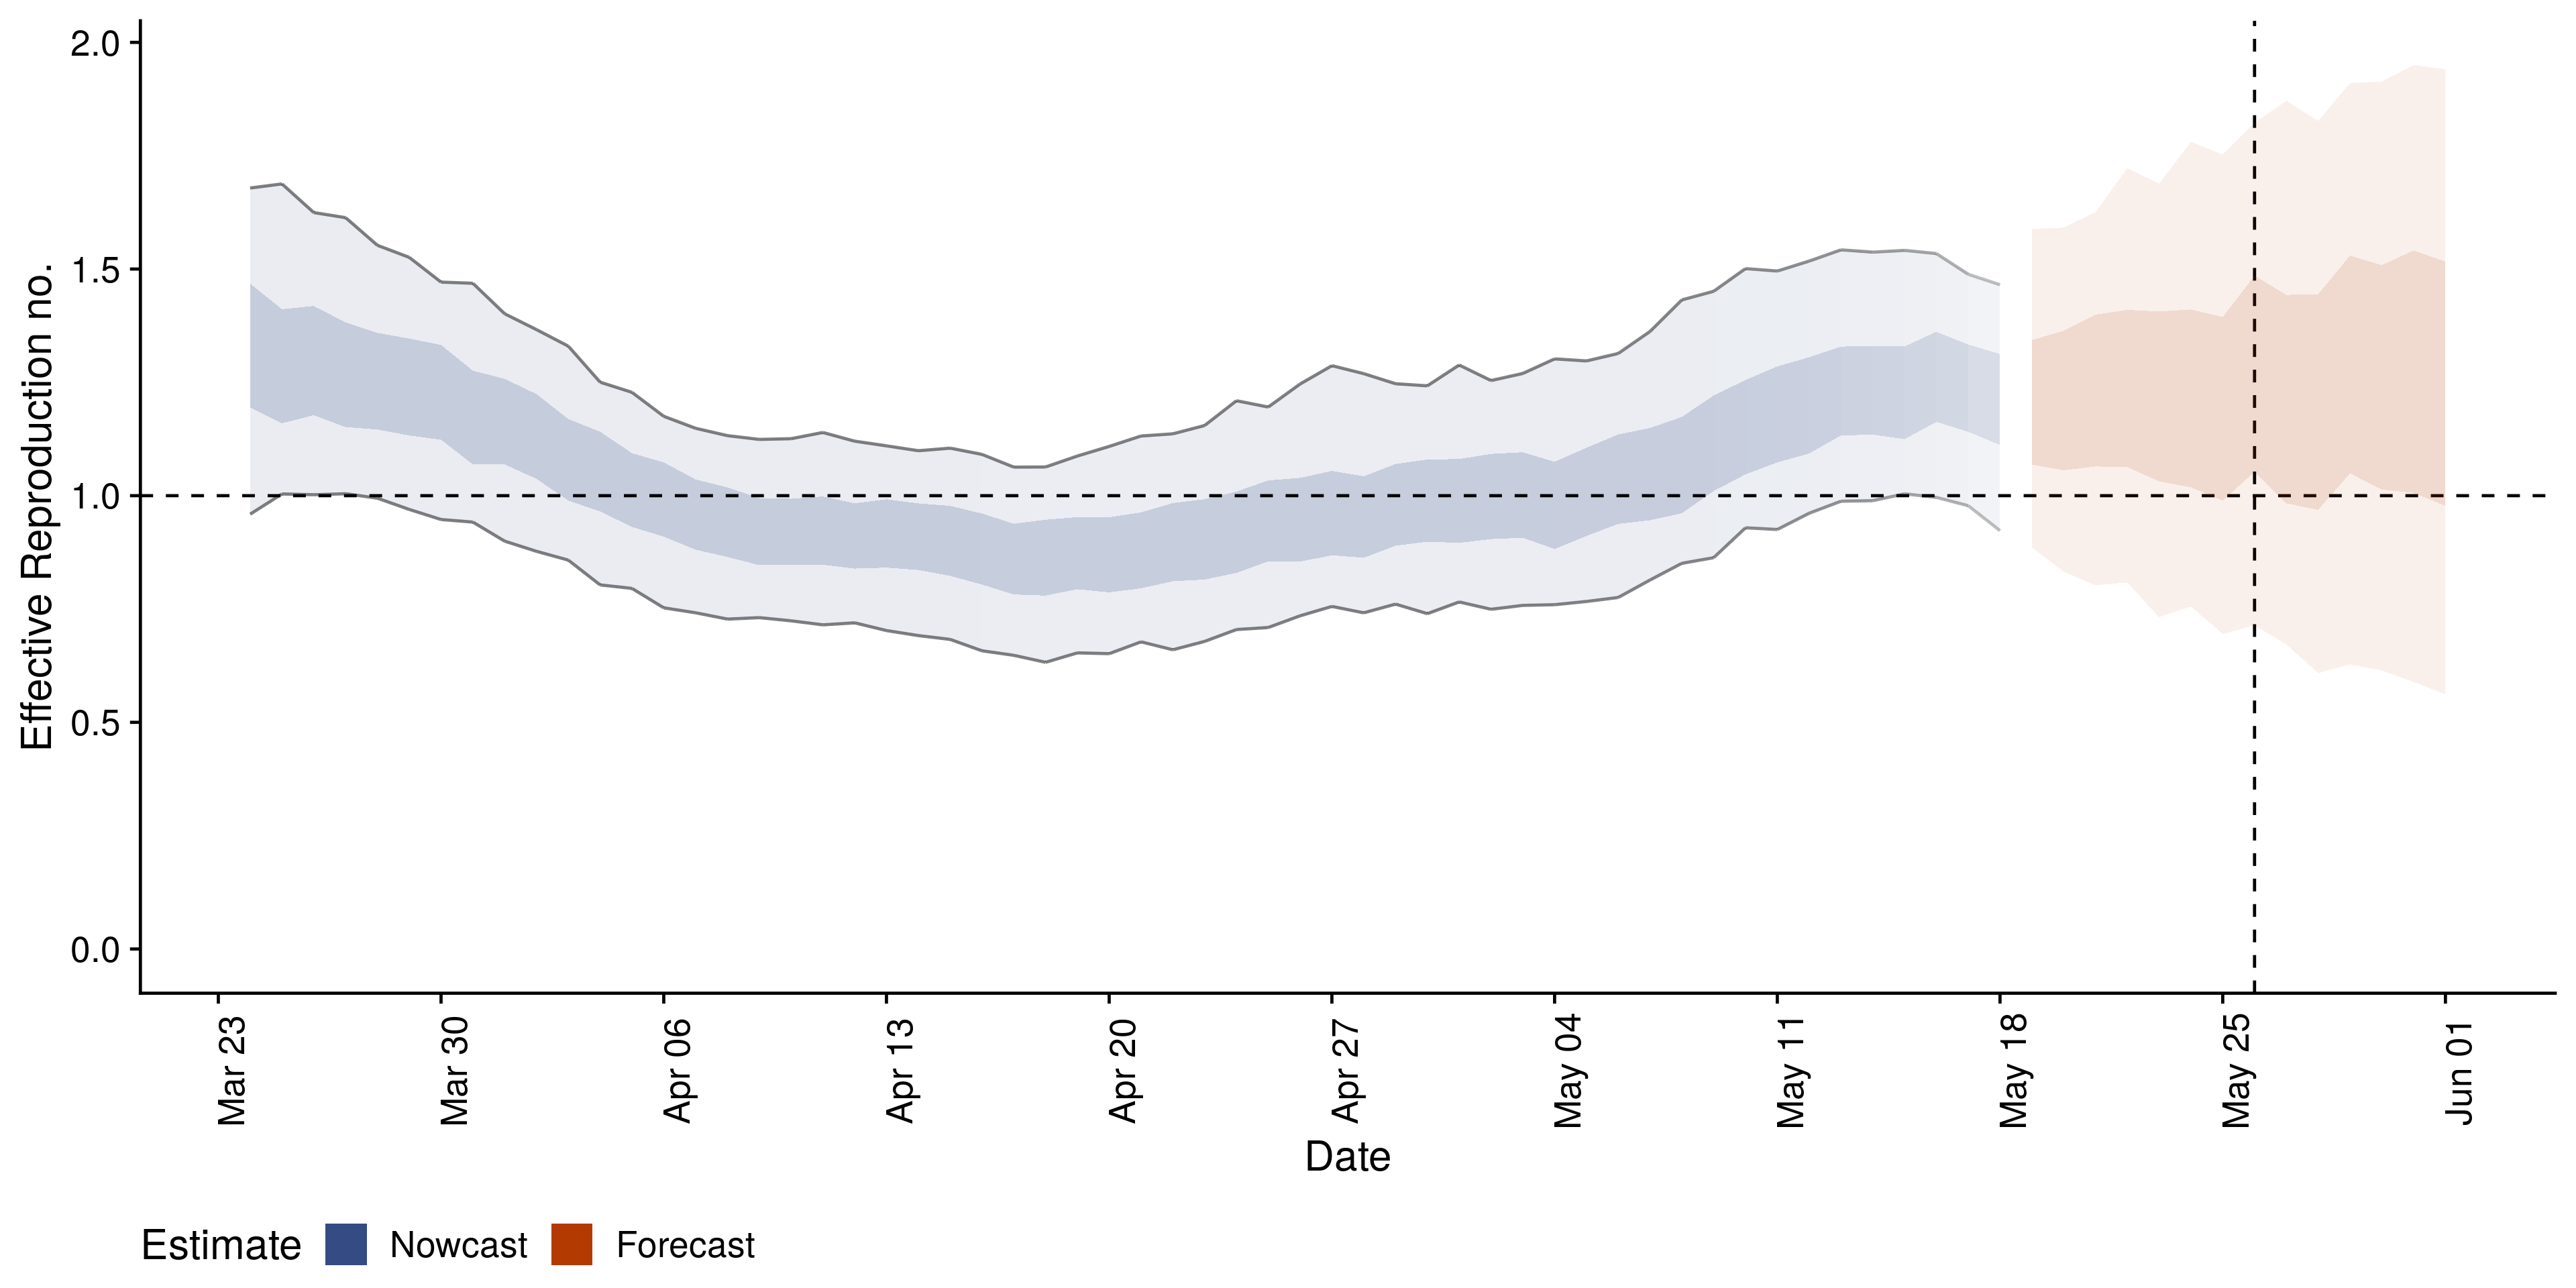 Effective Reproduction no.
2.0
1.5
1.0
0.5
0.0
Mar 23
Mar 30
Apr 06
Apr 13
Apr 20
Apr 27
May 04
May 11
May 18
May 25
Jun 01
Date
Estimate Nowcast Forecast